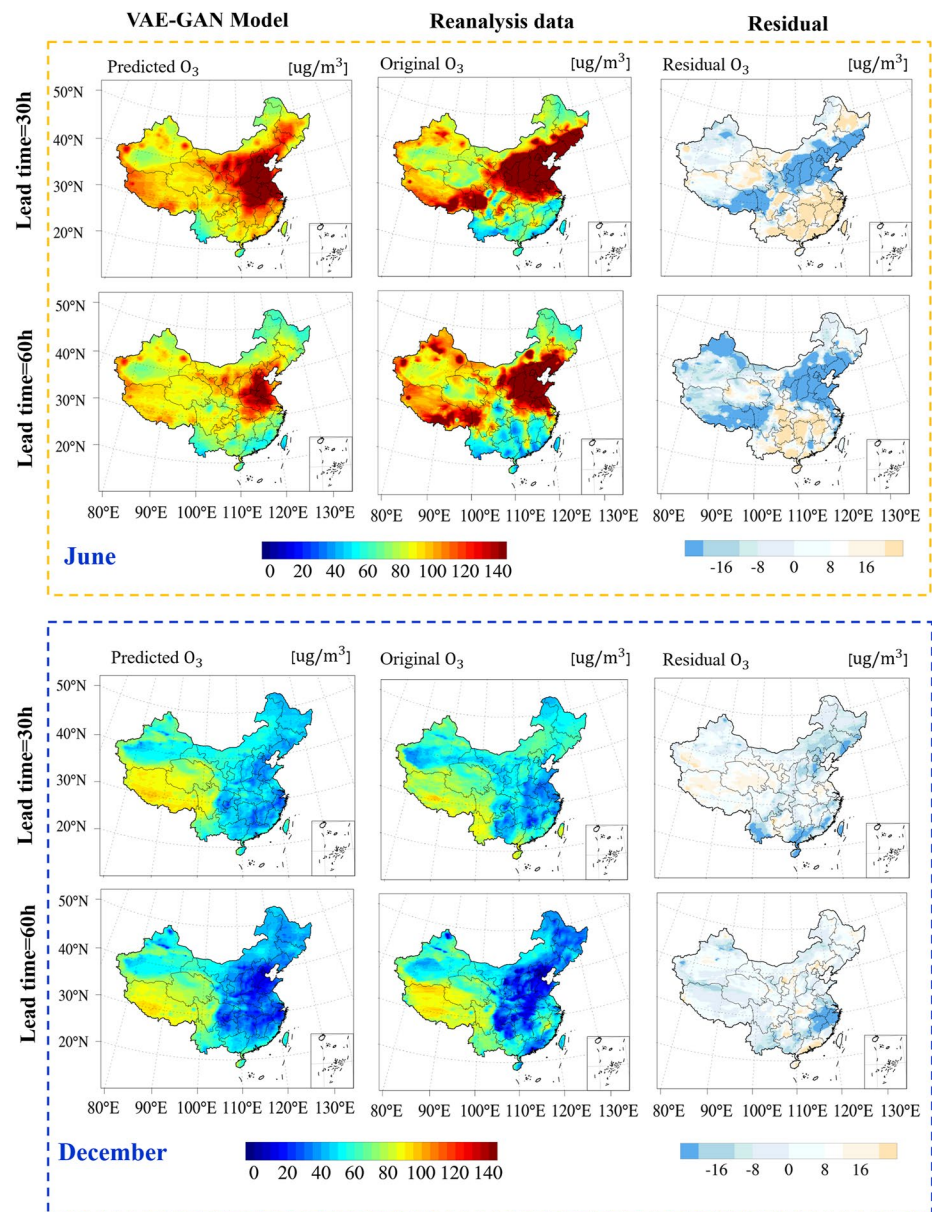 VAE-GAN Model Reanalysis data Residual
Predicted O₃ [ug/m³] Original O₃ [ug/m³] Residual O₃ [ug/m³]
Lead time=30h
50°N
40°N
30°N
20°N
Lead time=60h
50°N
40°N
30°N
20°N
80°E 90°E 100°E 110°E 120°E 130°E 80°E 90°E 100°E 110°E 120°E 130°E 80°E 90°E 100°E 110°E 120°E 130°E
June
0 20 40 60 80 100 120 140
-16 -8 0 8 16
Predicted O₃ [ug/m³] Original O₃ [ug/m³] Residual O₃ [ug/m³]
Lead time=30h
50°N
40°N
30°N
20°N
Lead time=60h
50°N
40°N
30°N
20°N
80°E 90°E 100°E 110°E 120°E 130°E 80°E 90°E 100°E 110°E 120°E 130°E 80°E 90°E 100°E 110°E 120°E 130°E
December
0 20 40 60 80 100 120 140
-16 -8 0 8 16